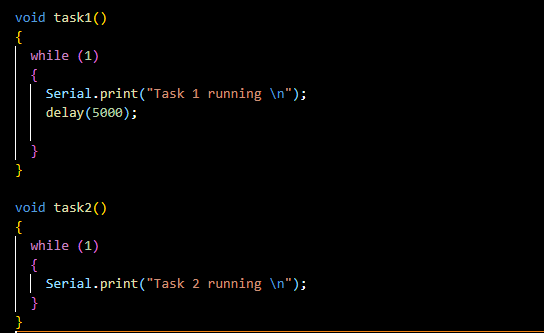 void task1()
{
while (1)
{
Serial.print("Task 1 running \n");
delay(5000);
}
}
void task2()
{
while (1)
{
Serial.print("Task 2 running \n");
}
}